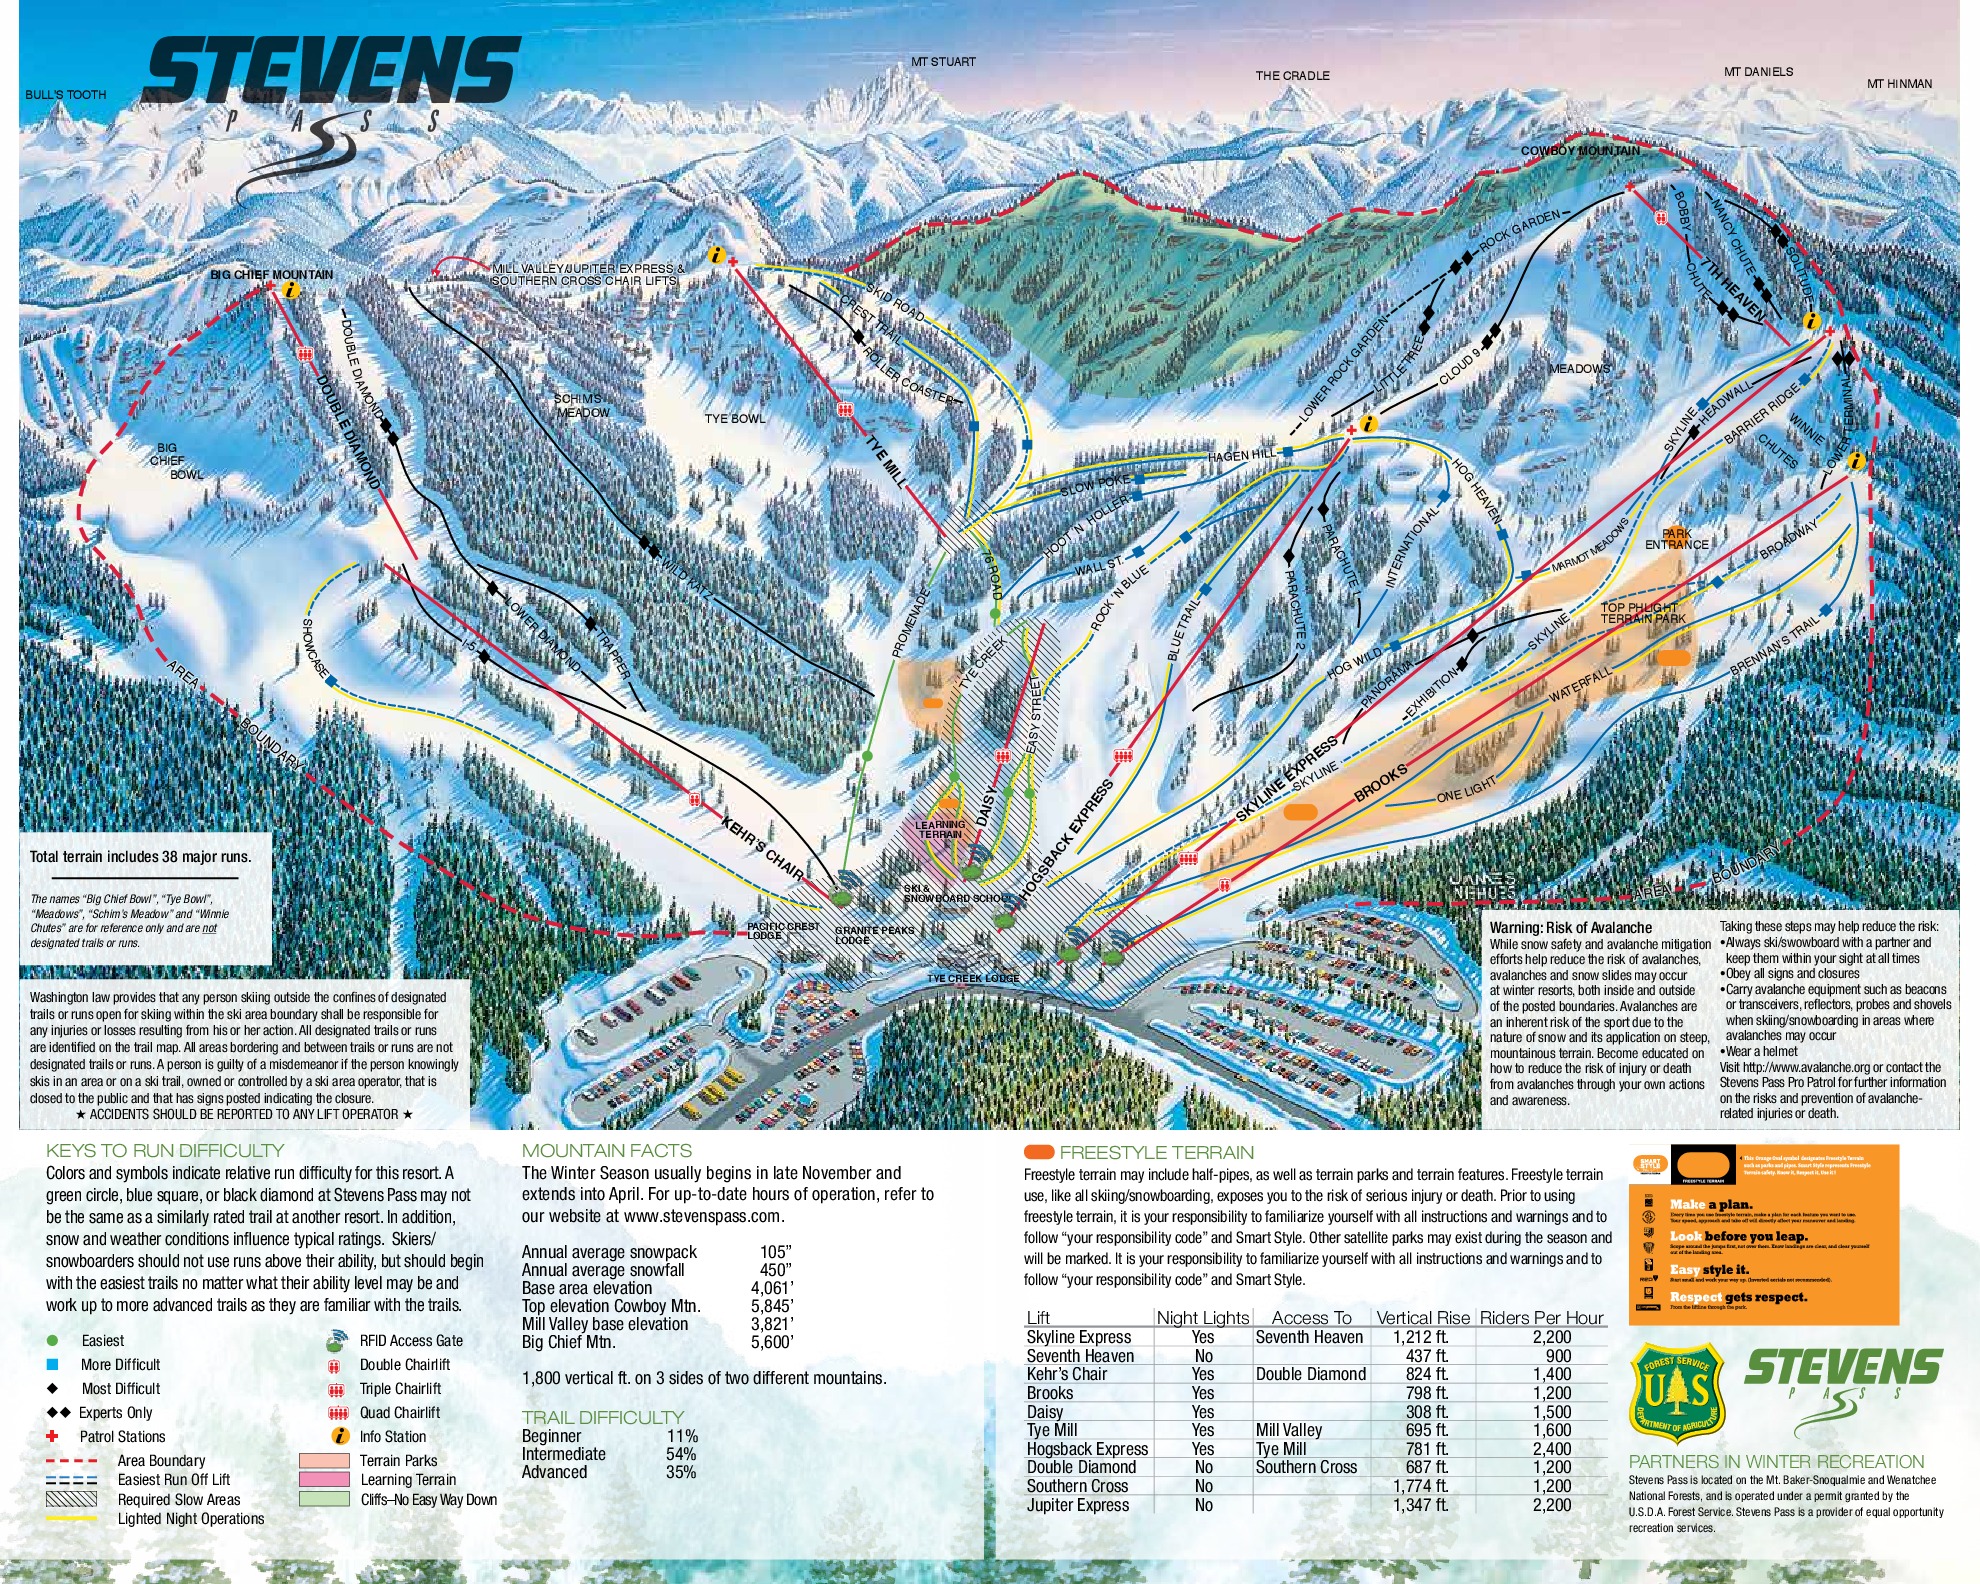 STEVENS
P A S S
BULL'S TOOTH
MT STUART
THE CRADLE
MT DANIELS
MT HINMAN
COWBOY MOUNTAIN
BIG CHIEF MOUNTAIN
MILL VALLEY/JUPITER EXPRESS &
SOUTHERN CROSS CHAIR LIFTS
SKID ROAD
CREST TRAIL
ROLLER COASTER
ROCK GARDEN
LOWER ROCK GARDEN
LITTLE TREE
CLOUD 9
BOBBY
CHUTE
NANCY CHUTE
SOLITUDE
7TH HEAVEN
MEADOWS
DOUBLE DIAMOND
DOUBLE DIAMOND
SCHIM'S
MEADOW
TYE BOWL
TYE MILL
BIG
CHIEF
BOWL
HAGEN HILL
SLOW POKE
HOOT 'N' HOLLER
WALL ST.
ROCK 'N BLUE
BLUE TRAIL
HOG HEAVEN
INTERNATIONAL
PARACHUTE 1
PARACHUTE 2
SKYLINE
HEADWALL
BARRIER RIDGE
WINNIE
CHUTES
LOWER TERMINAL
MARMOT MEADOWS
PARK
ENTRANCE
BROADWAY
TOP PHLIGHT
TERRAIN PARK
BRENNAN'S TRAIL
WILD KATZ
LOWER DIAMOND
TRAPPER
I-5
SHOWCASE
PROMENADE
76 ROAD
TYE CREEK
EASY STREET
HOG WILD
PANORAMA
EXHIBITION
SKYLINE
WATERFALL
SKYLINE
SKYLINE EXPRESS
BROOKS
ONE LIGHT
AREA
BOUNDARY
KEHR'S CHAIR
LEARNING
TERRAIN
DAISY
HOGSBACK EXPRESS
SKI &
SNOWBOARD SCHOOL
PACIFIC CREST
LODGE
GRANITE PEAKS
LODGE
TYE CREEK LODGE
JAMES
NIEHUES
AREA
BOUNDARY
Total terrain includes 38 major runs.
The names “Big Chief Bowl”, “Tye Bowl”,
“Meadows”, “Schim's Meadow” and “Winnie
Chutes” are for reference only and are not
designated trails or runs.
Washington law provides that any person skiing outside the confines of designated
trails or runs open for skiing within the ski area boundary shall be responsible for
any injuries or losses resulting from his or her action. All designated trails or runs
are identified on the trail map. All areas bordering and between trails or runs are not
designated trails or runs. A person is guilty of a misdemeanor if the person knowingly
skis in an area or on a ski trail, owned or controlled by a ski area operator, that is
closed to the public and that has signs posted indicating the closure.
★ ACCIDENTS SHOULD BE REPORTED TO ANY LIFT OPERATOR ★
Warning: Risk of Avalanche
While snow safety and avalanche mitigation
efforts help reduce the risk of avalanches,
avalanches and snow slides may occur
at winter resorts, both inside and outside
of the posted boundaries. Avalanches are
an inherent risk of the sport due to the
nature of snow and its application on steep,
mountainous terrain. Become educated on
how to reduce the risk of injury or death
from avalanches through your own actions
and awareness.
Taking these steps may help reduce the risk:
•Always ski/swowboard with a partner and
keep them within your sight at all times
•Obey all signs and closures
•Carry avalanche equipment such as beacons
or transceivers, reflectors, probes and shovels
when skiing/snowboarding in areas where
avalanches may occur
•Wear a helmet
Visit http://www.avalanche.org or contact the
Stevens Pass Pro Patrol for further information
on the risks and prevention of avalanche-
related injuries or death.
KEYS TO RUN DIFFICULTY
Colors and symbols indicate relative run difficulty for this resort. A
green circle, blue square, or black diamond at Stevens Pass may not
be the same as a similarly rated trail at another resort. In addition,
snow and weather conditions influence typical ratings. Skiers/
snowboarders should not use runs above their ability, but should begin
with the easiest trails no matter what their ability level may be and
work up to more advanced trails as they are familiar with the trails.
Easiest
More Difficult
Most Difficult
Experts Only
Patrol Stations
Area Boundary
Easiest Run Off Lift
Required Slow Areas
Lighted Night Operations
RFID Access Gate
Double Chairlift
Triple Chairlift
Quad Chairlift
Info Station
Terrain Parks
Learning Terrain
Cliffs–No Easy Way Down
MOUNTAIN FACTS
The Winter Season usually begins in late November and
extends into April. For up-to-date hours of operation, refer to
our website at www.stevenspass.com.
Annual average snowpack 105”
Annual average snowfall 450”
Base area elevation 4,061’
Top elevation Cowboy Mtn. 5,845’
Mill Valley base elevation 3,821’
Big Chief Mtn. 5,600’
1,800 vertical ft. on 3 sides of two different mountains.
TRAIL DIFFICULTY
Beginner 11%
Intermediate 54%
Advanced 35%
FREESTYLE TERRAIN
Freestyle terrain may include half-pipes, as well as terrain parks and terrain features. Freestyle terrain
use, like all skiing/snowboarding, exposes you to the risk of serious injury or death. Prior to using
freestyle terrain, it is your responsibility to familiarize yourself with all instructions and warnings and to
follow “your responsibility code” and Smart Style. Other satellite parks may exist during the season and
will be marked. It is your responsibility to familiarize yourself with all instructions and warnings and to
follow “your responsibility code” and Smart Style.
Lift Night Lights Access To Vertical Rise Riders Per Hour
Skyline Express Yes Seventh Heaven 1,212 ft. 2,200
Seventh Heaven No 437 ft. 900
Kehr's Chair Yes Double Diamond 824 ft. 1,400
Brooks Yes 798 ft. 1,200
Daisy Yes 308 ft. 1,500
Tye Mill Yes Mill Valley 695 ft. 1,600
Hogsback Express Yes Tye Mill 781 ft. 2,400
Double Diamond No Southern Cross 687 ft. 1,200
Southern Cross No 1,774 ft. 1,200
Jupiter Express No 1,347 ft. 2,200
SMART
STYLE
FREESTYLE TERRAIN
Make a plan.
Look before you leap.
Easy style it.
Respect gets respect.
From the liftline through the park.
FOREST SERVICE
U S
DEPARTMENT OF AGRICULTURE
STEVENS
P A S S
PARTNERS IN WINTER RECREATION
Stevens Pass is located on the Mt. Baker-Snoqualmie and Wenatchee
National Forests, and is operated under a permit granted by the
U.S.D.A. Forest Service. Stevens Pass is a provider of equal opportunity
recreation services.